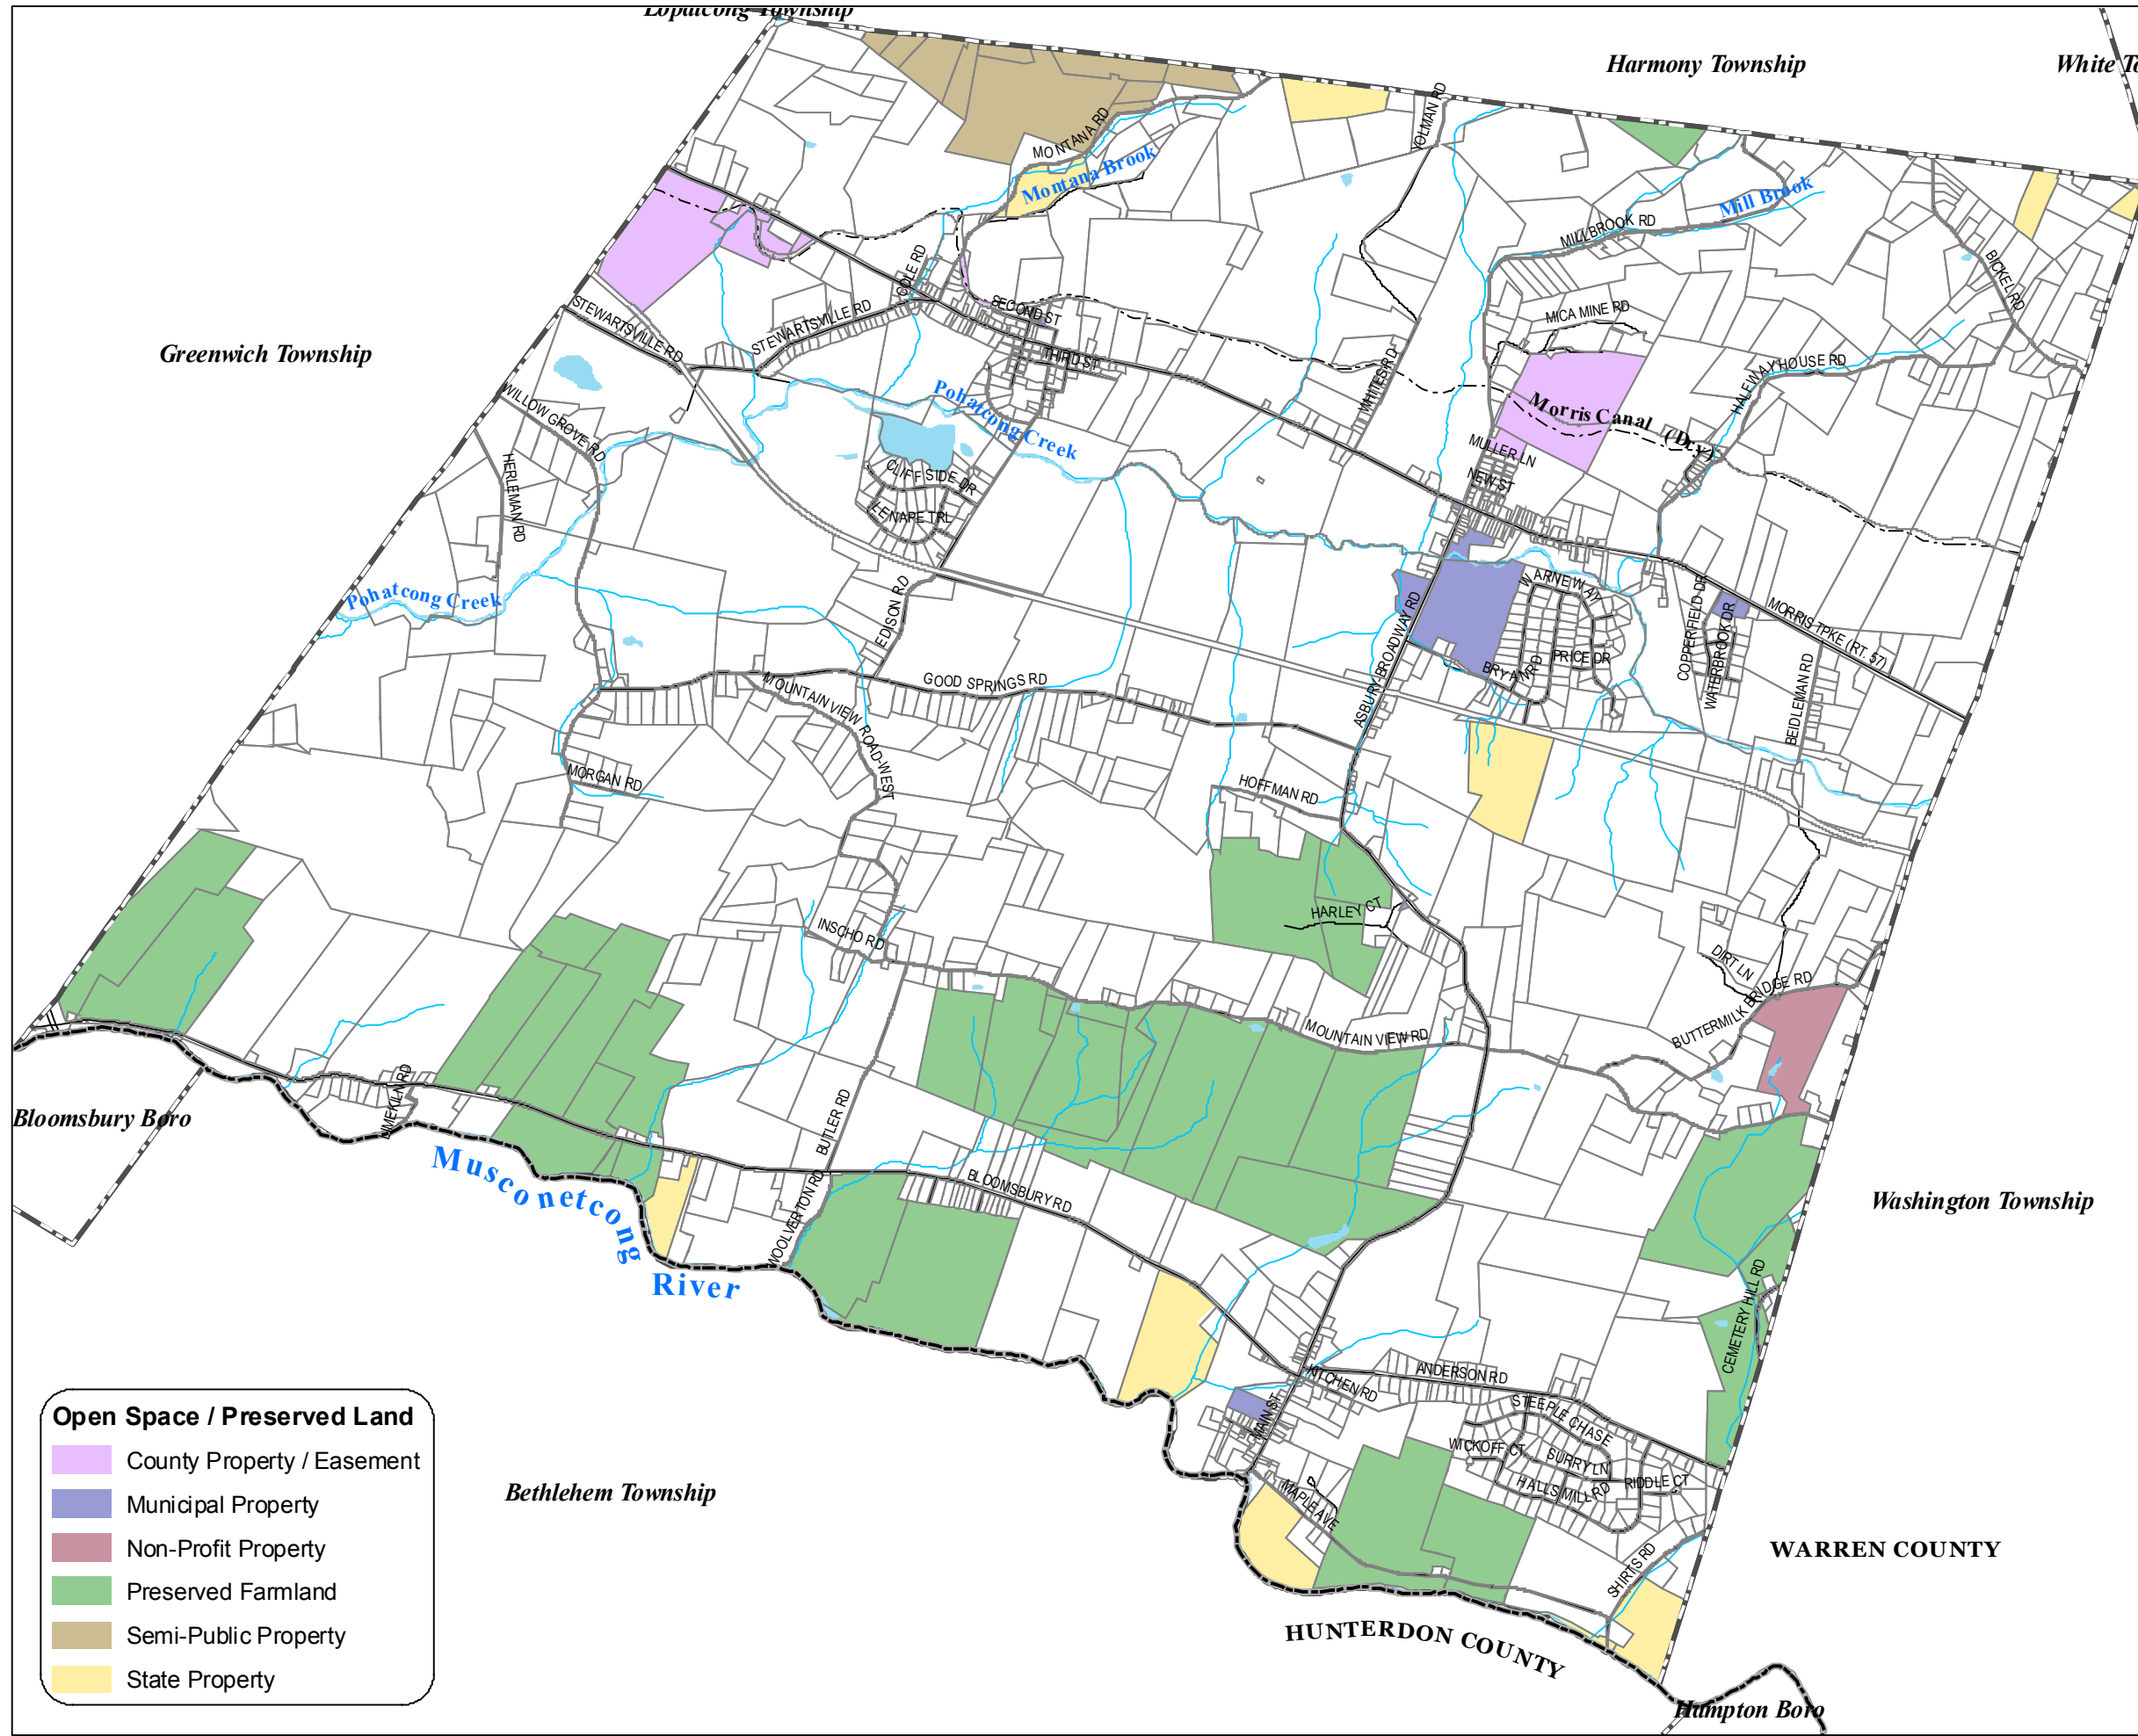 Lopatcong Township
Harmony Township
White To
YOLMAN RD
MONTANA RD
Montana Brook
Mill Brook
MILLBROOK RD
BICKEL RD
COLE RD
SECOND ST
MICA MINE RD
STEWARTSVILLE RD
STEWARTSVILLE RD
Greenwich Township
THIRD ST
WHITES RD
HALFWAY HOUSE RD
WILLOW GROVE RD
Pohatcong Creek
Morris Canal (Dry)
HERLEMAN RD
MULLER LN
CLIFF SIDE DR
NEW ST
LENAPE TRL
Pohatcong Creek
EDISON RD
WARNE WAY
COPPERFIELD DR
WATERBROOK DR
MORRIS TPKE (RT. 57)
ASBURY-BROADWAY RD
PRICE DR
BRYAN RD
BEIDLEMAN RD
GOOD SPRINGS RD
MOUNTAIN VIEW ROAD-WEST
MORGAN RD
HOFFMAN RD
HARLEY CT
INSCHO RD
DIRT LN
BUTTERMILK BRIDGE RD
MOUNTAIN VIEW RD
LIMEKILN RD
Bloomsbury Boro
BUTLER RD
Musconetcong
River
WOOLVERTON RD
BLOOMSBURY RD
Washington Township
CEMETERY HILL RD
KITCHEN RD
ANDERSON RD
MAIN ST
STEEPLE CHASE
WICKOFF CT
SURRY LN
RIDDLE CT
HALLS MILL RD
MAPLE AVE
SHIRTS RD
Bethlehem Township
WARREN COUNTY
HUNTERDON COUNTY
Hampton Boro
Open Space / Preserved Land
County Property / Easement
Municipal Property
Non-Profit Property
Preserved Farmland
Semi-Public Property
State Property